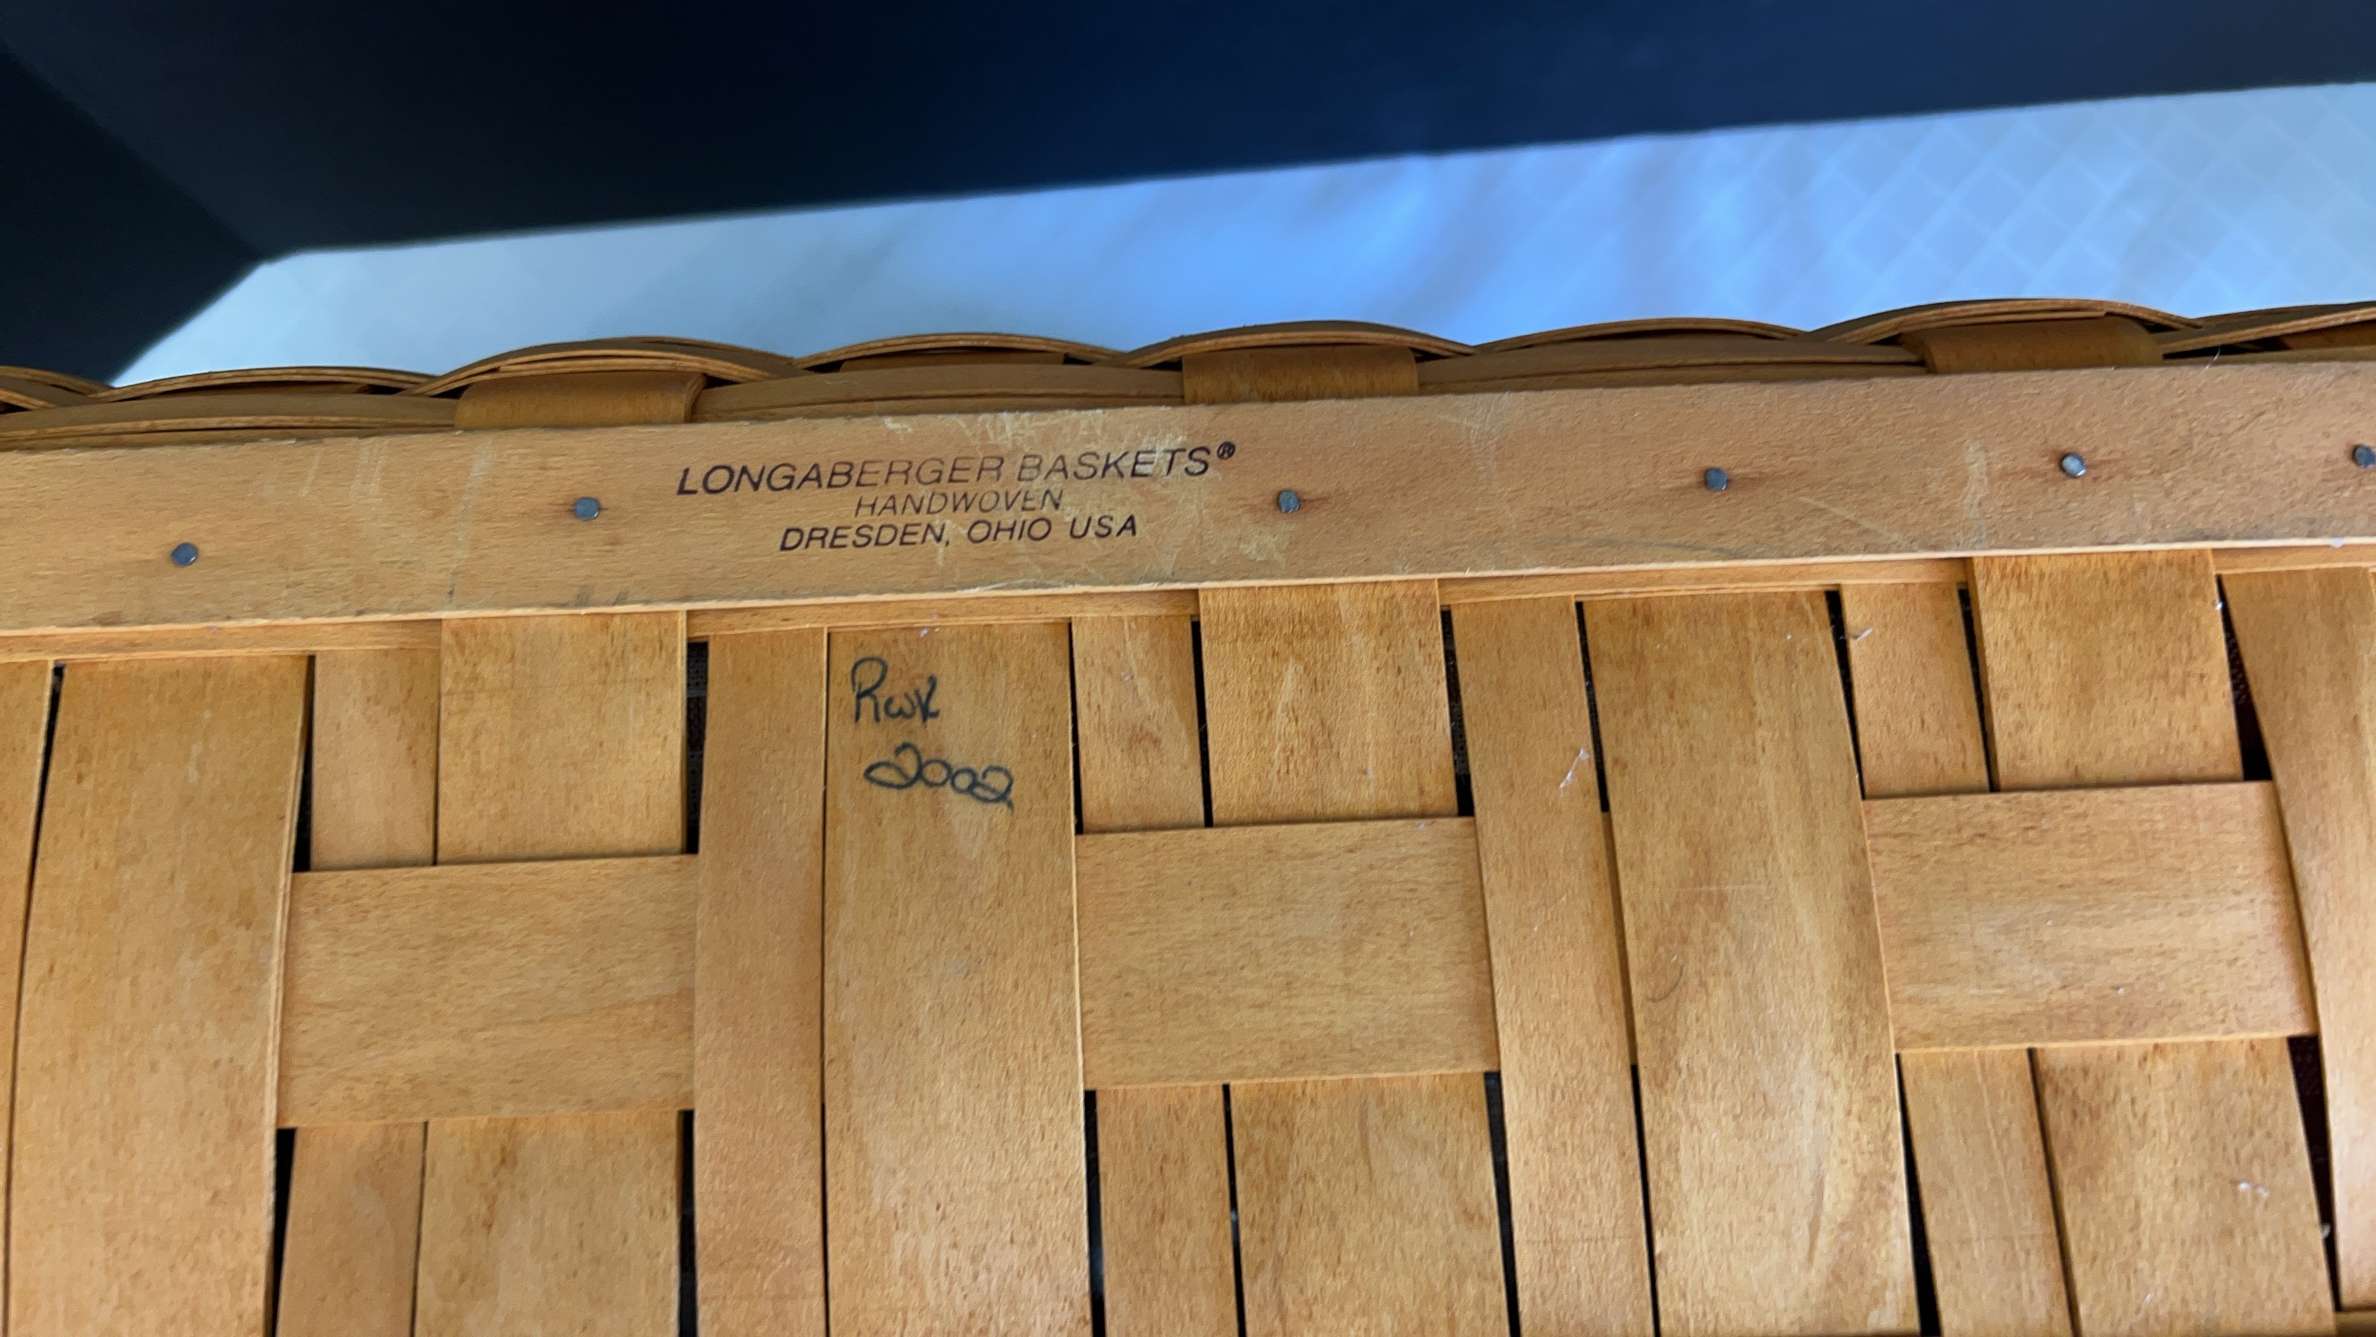 LONGABERGER BASKETS®
HANDWOVEN
DRESDEN, OHIO USA
RWK
2002